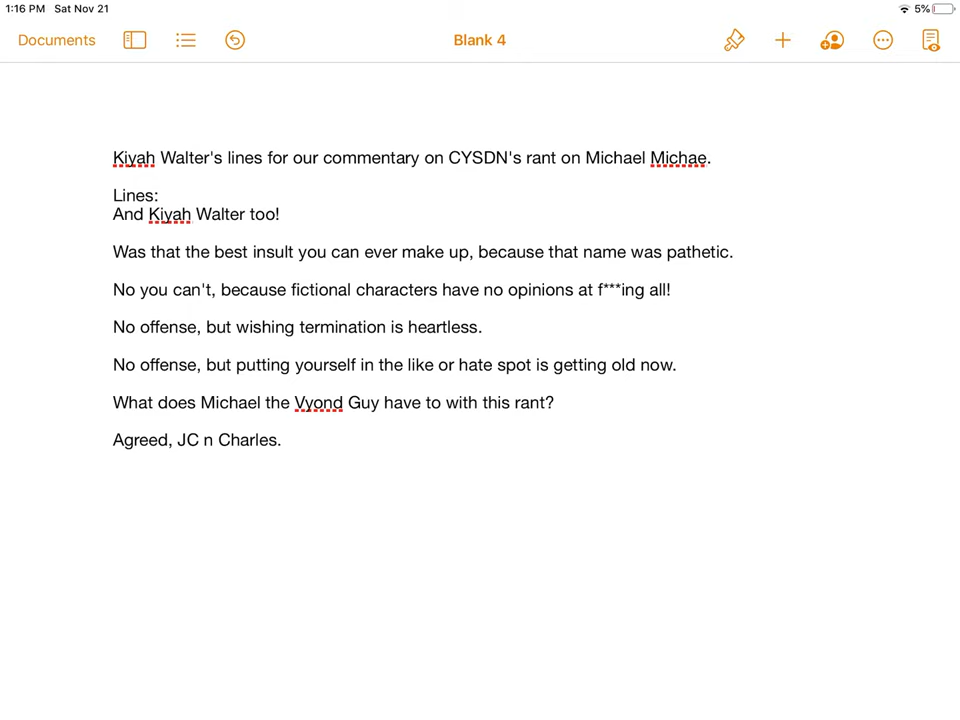 1:16 PM Sat Nov 21 5%
Documents Blank 4
Kiyah Walter's lines for our commentary on CYSDN's rant on Michael Michae.
Lines:
And Kiyah Walter too!
Was that the best insult you can ever make up, because that name was pathetic.
No you can't, because fictional characters have no opinions at f***ing all!
No offense, but wishing termination is heartless.
No offense, but putting yourself in the like or hate spot is getting old now.
What does Michael the Vyond Guy have to with this rant?
Agreed, JC n Charles.